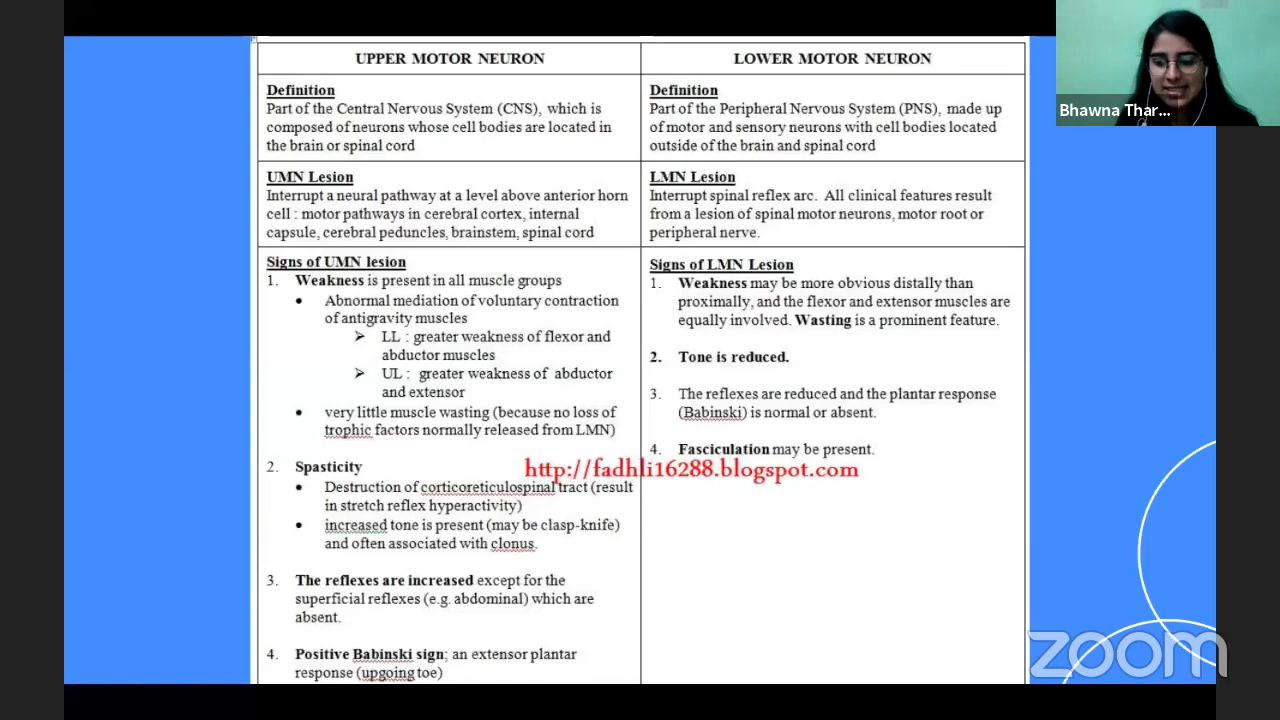 UPPER MOTOR NEURON
Definition
Part of the Central Nervous System (CNS), which is
composed of neurons whose cell bodies are located in
the brain or spinal cord
UMN Lesion
Interrupt a neural pathway at a level above anterior horn
cell : motor pathways in cerebral cortex, internal
capsule, cerebral peduncles, brainstem, spinal cord
Signs of UMN lesion
1. Weakness is present in all muscle groups
• Abnormal mediation of voluntary contraction
of antigravity muscles
➢ LL : greater weakness of flexor and
abductor muscles
➢ UL : greater weakness of abductor
and extensor
• very little muscle wasting (because no loss of
trophic factors normally released from LMN)
2. Spasticity
• Destruction of corticoreticulospinal tract (result
in stretch reflex hyperactivity)
• increased tone is present (may be clasp-knife)
and often associated with clonus.
3. The reflexes are increased except for the
superficial reflexes (e.g. abdominal) which are
absent.
4. Positive Babinski sign; an extensor plantar
response (upgoing toe)
LOWER MOTOR NEURON
Definition
Part of the Peripheral Nervous System (PNS), made up
of motor and sensory neurons with cell bodies located
outside of the brain and spinal cord
LMN Lesion
Interrupt spinal reflex arc. All clinical features result
from a lesion of spinal motor neurons, motor root or
peripheral nerve.
Signs of LMN Lesion
1. Weakness may be more obvious distally than
proximally, and the flexor and extensor muscles are
equally involved. Wasting is a prominent feature.
2. Tone is reduced.
3. The reflexes are reduced and the plantar response
(Babinski) is normal or absent.
4. Fasciculation may be present.
http://fadhli16288.blogspot.com
Bhawna Thar...
zoom